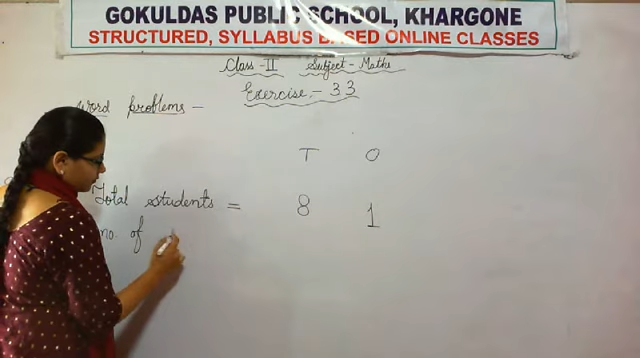 GOKULDAS PUBLIC SCHOOL, KHARGONE
STRUCTURED, SYLLABUS BASED ONLINE CLASSES
Class - II Subject - Maths
Exercise - 33
Word problems -
T O
Total students = 8 1
no. of